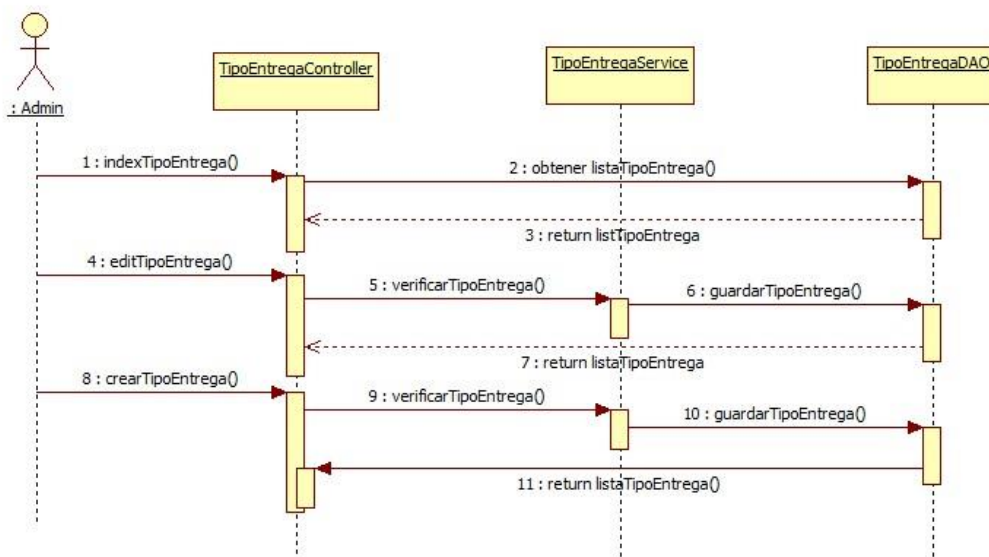 : Admin
TipoEntregaController
TipoEntregaService
TipoEntregaDAO
1 : indexTipoEntrega()
2 : obtener listaTipoEntrega()
3 : return listTipoEntrega
4 : editTipoEntrega()
5 : verificarTipoEntrega()
6 : guardarTipoEntrega()
7 : return listaTipoEntrega
8 : crearTipoEntrega()
9 : verificarTipoEntrega()
10 : guardarTipoEntrega()
11 : return listaTipoEntrega()